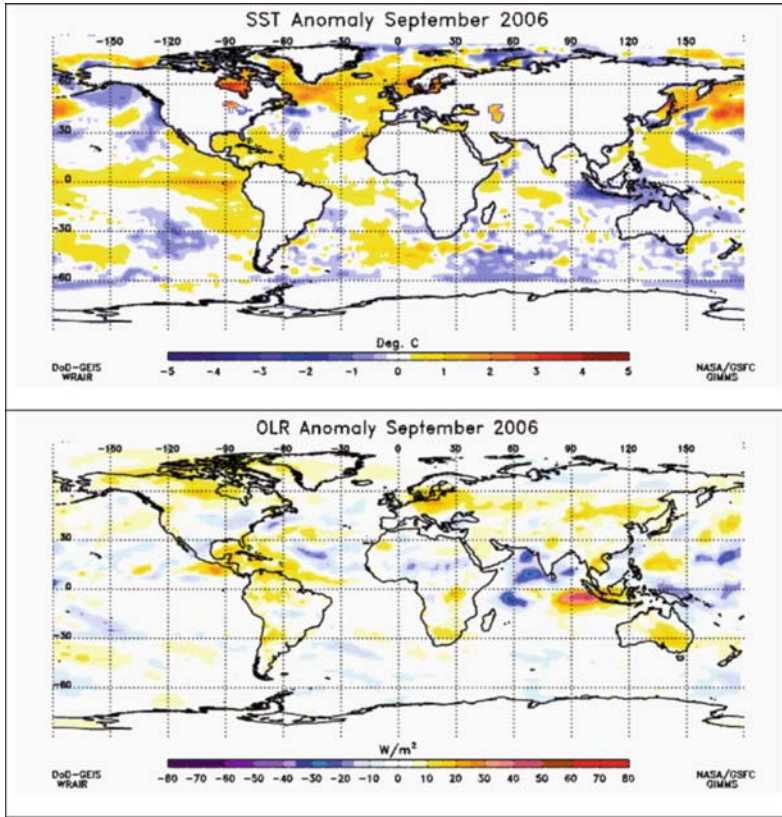 SST Anomaly September 2006
-150 -120 -90 -60 -30 0 30 60 90 120 150
30
0
-30
-60
Deg. C
-5 -4 -3 -2 -1 0 1 2 3 4 5
DoD-GEIS NASA/GSFC
WRAIR GIMMS
OLR Anomaly September 2006
-150 -120 -90 -60 -30 0 30 60 90 120 150
60
30
0
-30
-60
W/m²
-80 -70 -60 -50 -40 -30 -20 -10 0 10 20 30 40 50 60 70 80
DoD-GEIS NASA/GSFC
WRAIR GIMMS